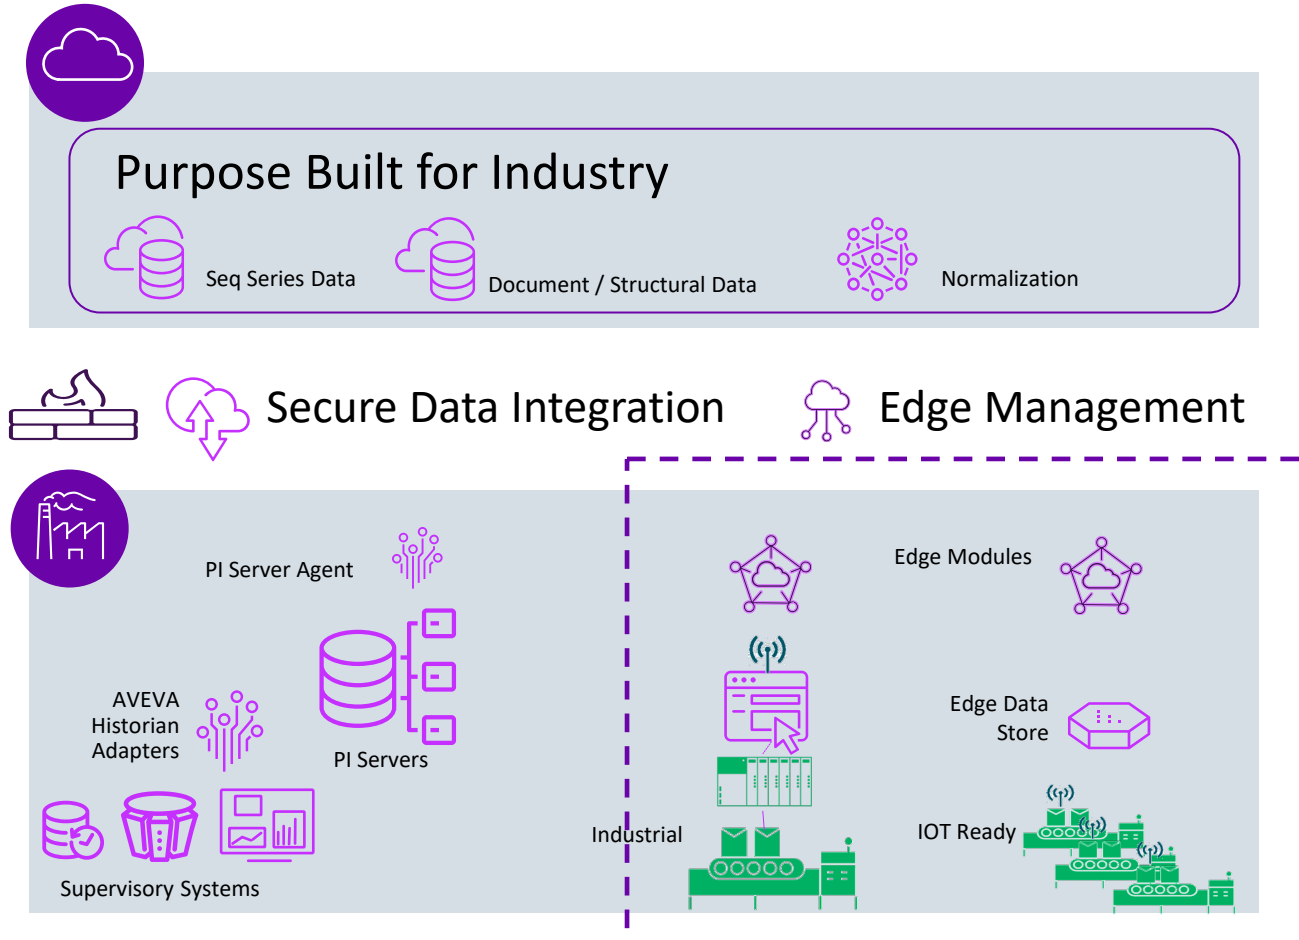 Purpose Built for Industry
Seq Series Data
Document / Structural Data
Normalization
Secure Data Integration
Edge Management
PI Server Agent
Edge Modules
AVEVA
Historian
Adapters
PI Servers
Edge Data
Store
Industrial
IOT Ready
Supervisory Systems